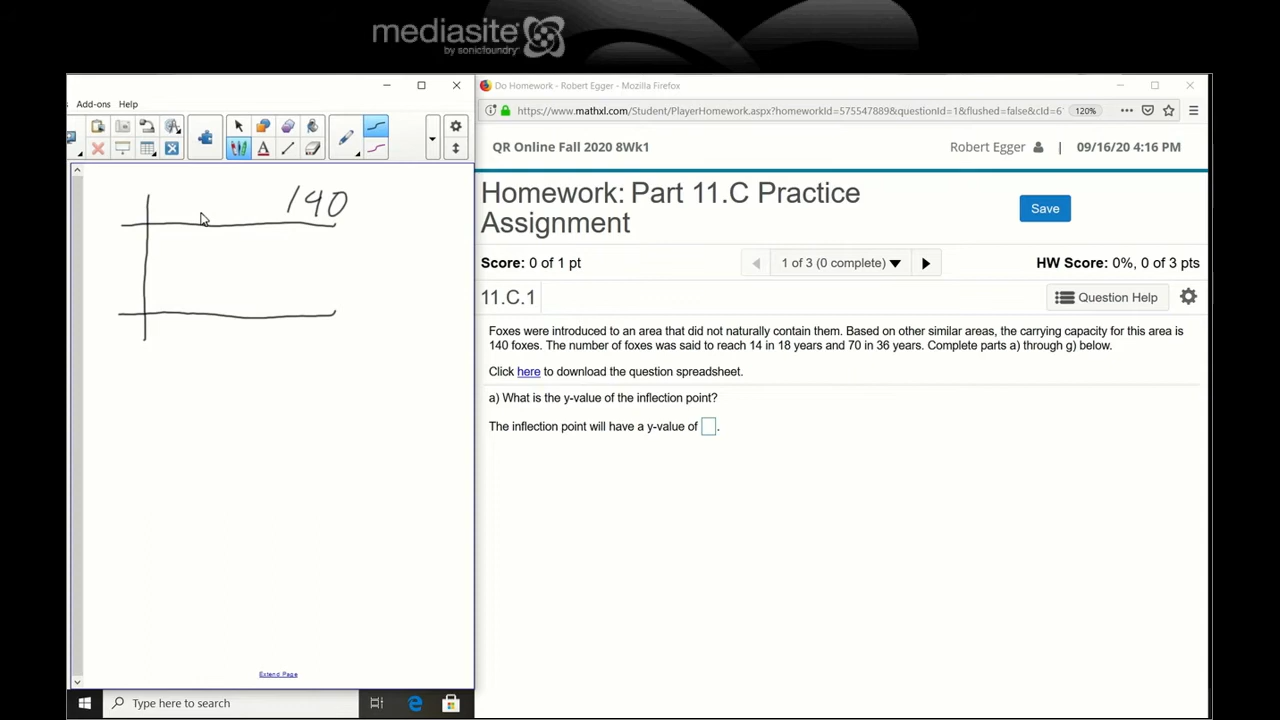 mediasite
by sonicfoundry
Do Homework - Robert Egger - Mozilla Firefox
Add-ons Help
https://www.mathxl.com/Student/PlayerHomework.aspx?homeworkId=575547889&questionId=1&flushed=false&cId=6
120%
QR Online Fall 2020 8Wk1
Robert Egger | 09/16/20 4:16 PM
140
Homework: Part 11.C Practice
Assignment
Save
Score: 0 of 1 pt
1 of 3 (0 complete)
HW Score: 0%, 0 of 3 pts
11.C.1
Question Help
Foxes were introduced to an area that did not naturally contain them. Based on other similar areas, the carrying capacity for this area is
140 foxes. The number of foxes was said to reach 14 in 18 years and 70 in 36 years. Complete parts a) through g) below.
Click here to download the question spreadsheet.
a) What is the y-value of the inflection point?
The inflection point will have a y-value of .
Extend Page
Type here to search